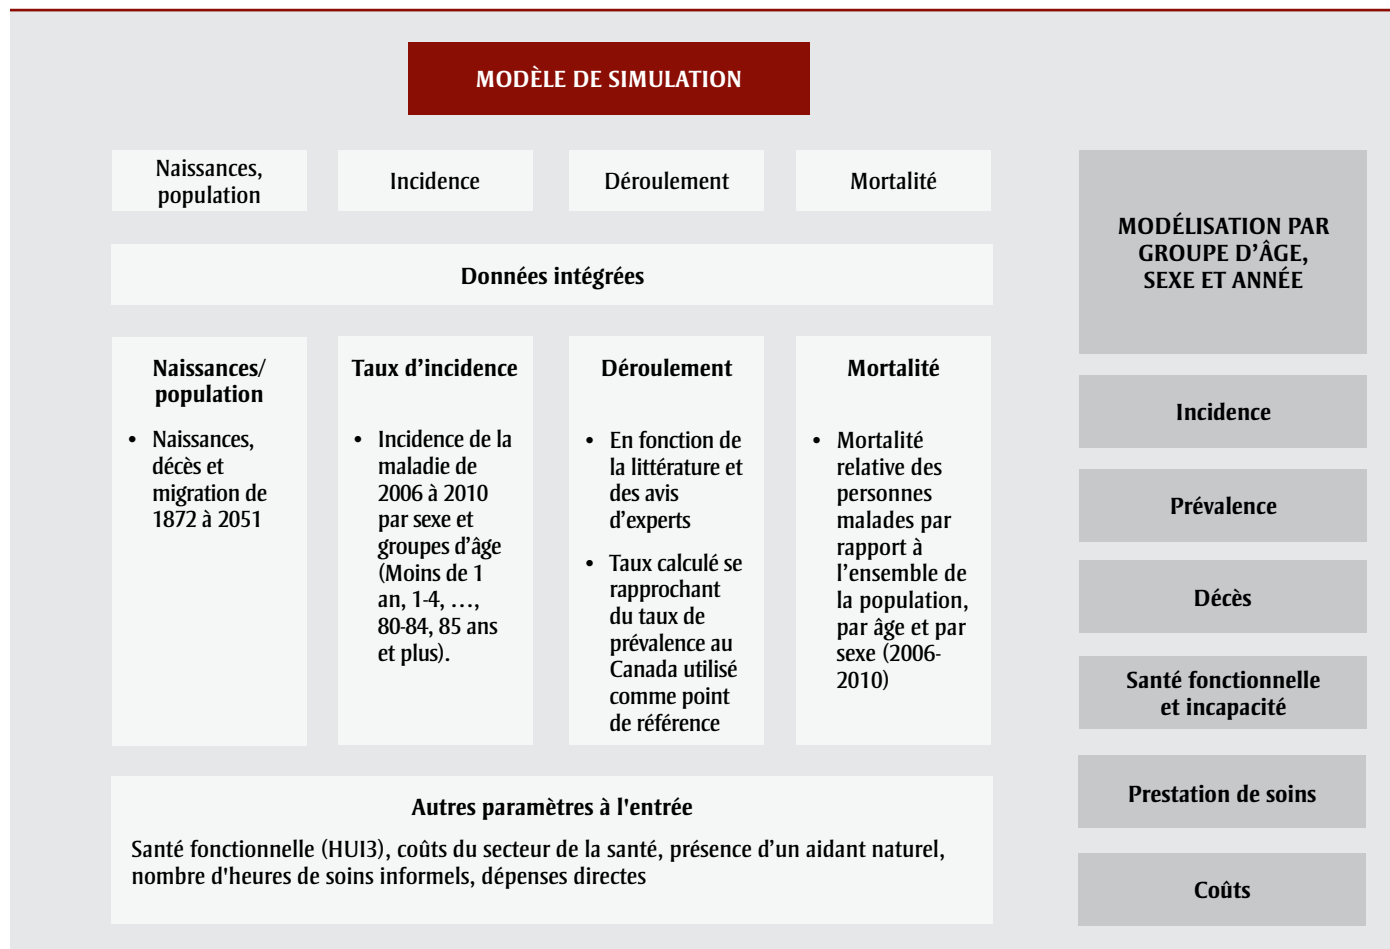 MODÈLE DE SIMULATION
Naissances,
population
Incidence
Déroulement
Mortalité
Données intégrées
Naissances/
population
• Naissances,
décès et
migration de
1872 à 2051
Taux d’incidence
• Incidence de la
maladie de
2006 à 2010
par sexe et
groupes d’âge
(Moins de 1
an, 1-4, …,
80-84, 85 ans
et plus).
Déroulement
• En fonction de
la littérature et
des avis
d’experts
• Taux calculé se
rapprochant
du taux de
prévalence au
Canada utilisé
comme point
de référence
Mortalité
• Mortalité
relative des
personnes
malades par
rapport à
l’ensemble de
la population,
par âge et par
sexe (2006-
2010)
Autres paramètres à l'entrée
Santé fonctionnelle (HUI3), coûts du secteur de la santé, présence d’un aidant naturel,
nombre d'heures de soins informels, dépenses directes
MODÉLISATION PAR
GROUPE D’ÂGE,
SEXE ET ANNÉE
Incidence
Prévalence
Décès
Santé fonctionnelle
et incapacité
Prestation de soins
Coûts